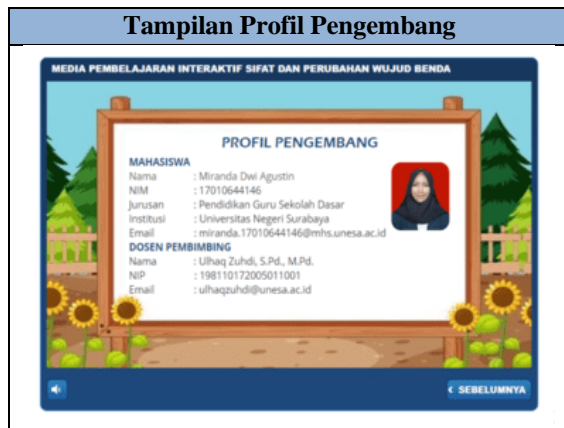 Tampilan Profil Pengembang
MEDIA PEMBELAJARAN INTERAKTIF SIFAT DAN PERUBAHAN WUJUD BENDA
PROFIL PENGEMBANG
MAHASISWA
Nama : Miranda Dwi Agustin
NIM : 17010644146
Jurusan : Pendidikan Guru Sekolah Dasar
Institusi : Universitas Negeri Surabaya
Email : miranda.17010644146@mhs.unesa.ac.id
DOSEN PEMBIMBING
Nama : Ulhaq Zuhdi, S.Pd., M.Pd.
NIP : 198110172005011001
Email : ulhaqzuhdi@unesa.ac.id
< SEBELUMNYA